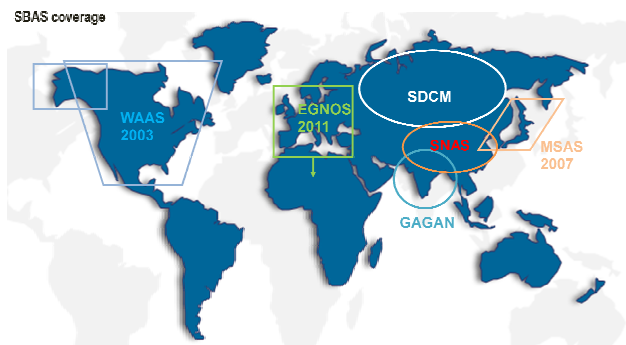 SBAS coverage
WAAS
2003
EGNOS
2011
SDCM
SNAS
MSAS
2007
GAGAN